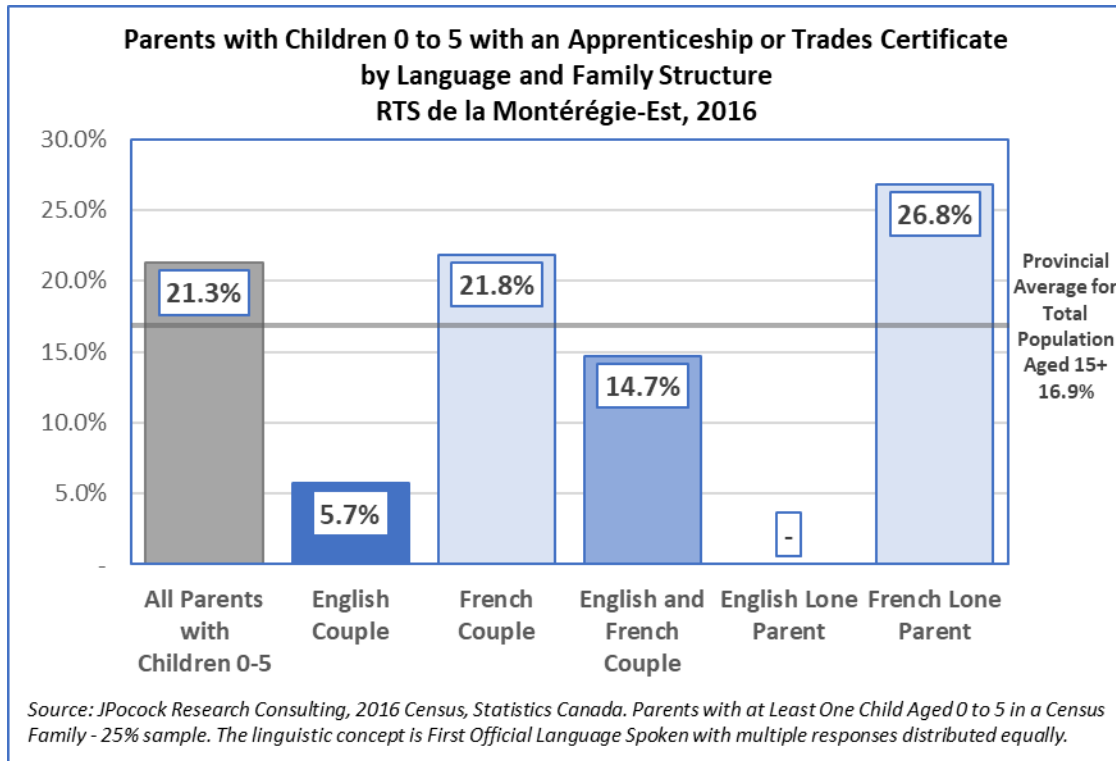 Parents with Children 0 to 5 with an Apprenticeship or Trades Certificate
by Language and Family Structure
RTS de la Montérégie-Est, 2016
30.0%
25.0%
20.0%
15.0%
10.0%
5.0%
-
21.3%
5.7%
21.8%
14.7%
-
26.8%
Provincial
Average for
Total
Population
Aged 15+
16.9%
All Parents
with
Children 0-5
English
Couple
French
Couple
English and
French
Couple
English Lone
Parent
French Lone
Parent
Source: JPocock Research Consulting, 2016 Census, Statistics Canada. Parents with at Least One Child Aged 0 to 5 in a Census
Family - 25% sample. The linguistic concept is First Official Language Spoken with multiple responses distributed equally.